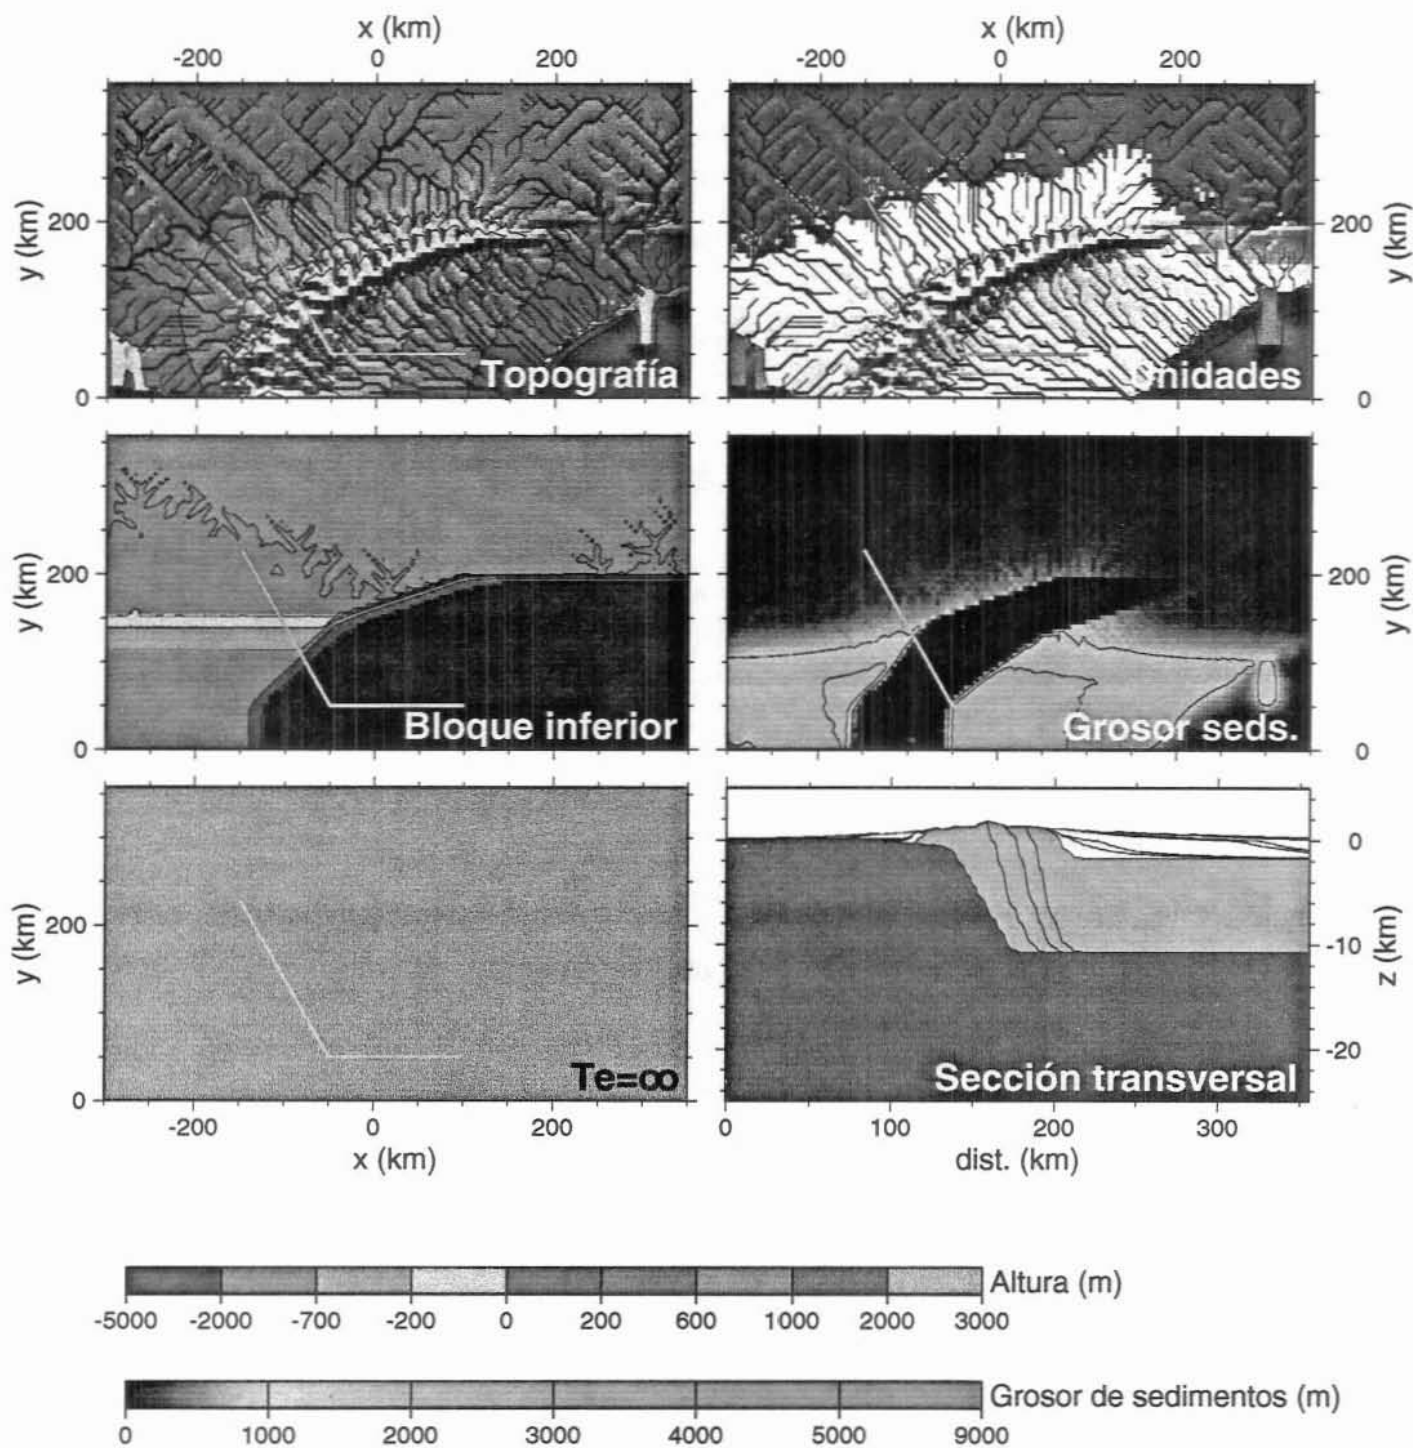 x (km) x (km)
-200 0 200 -200 0 200
y (km) 200 0 Topografía Unidades 200 0 y (km)
y (km) 200 0 Bloque inferior Grosor seds. 200 0 y (km)
y (km) 200 0 Te=∞ Sección transversal 0 -10 -20 z (km)
-200 0 200 0 100 200 300
x (km) dist. (km)
Altura (m)
-5000 -2000 -700 -200 0 200 600 1000 2000 3000
Grosor de sedimentos (m)
0 1000 2000 3000 4000 5000 9000